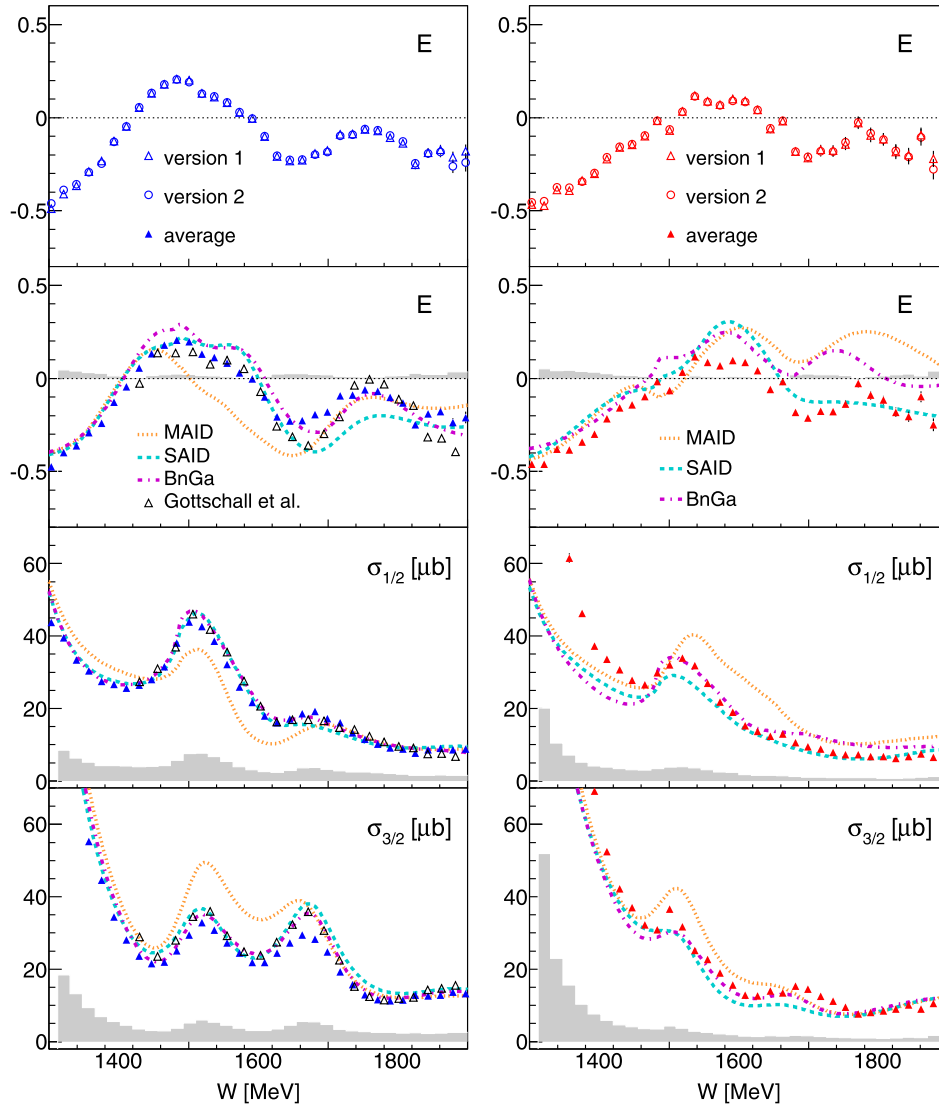 0.5
0
-0.5
E
version 1
version 2
average
E
version 1
version 2
average
0.5
0
-0.5
0.5
0
-0.5
E
MAID
SAID
BnGa
Gottschall et al.
0.5
0
-0.5
E
MAID
SAID
BnGa
60
40
20
0
σ1/2 [μb]
60
40
20
0
σ1/2 [μb]
60
40
20
0
σ3/2 [μb]
60
40
20
0
σ3/2 [μb]
1400 1600 1800
W [MeV]
1400 1600 1800
W [MeV]